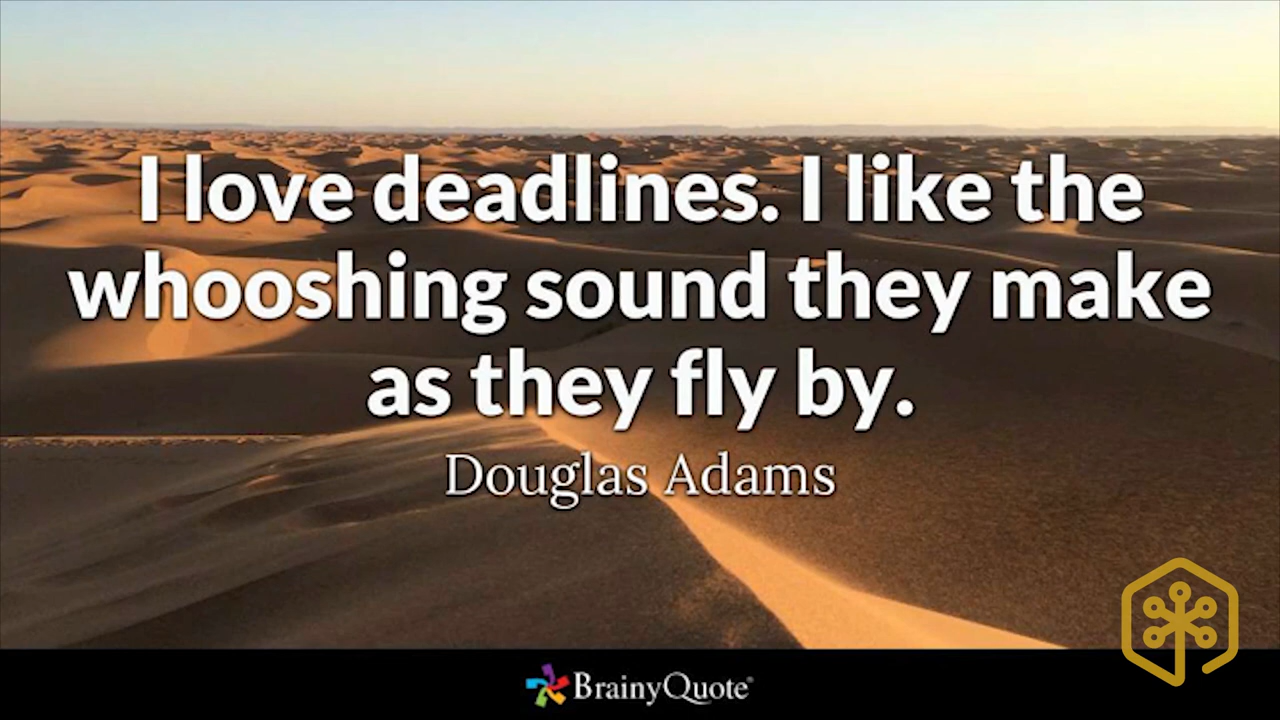 I love deadlines. I like the
whooshing sound they make
as they fly by.
Douglas Adams
BrainyQuote®